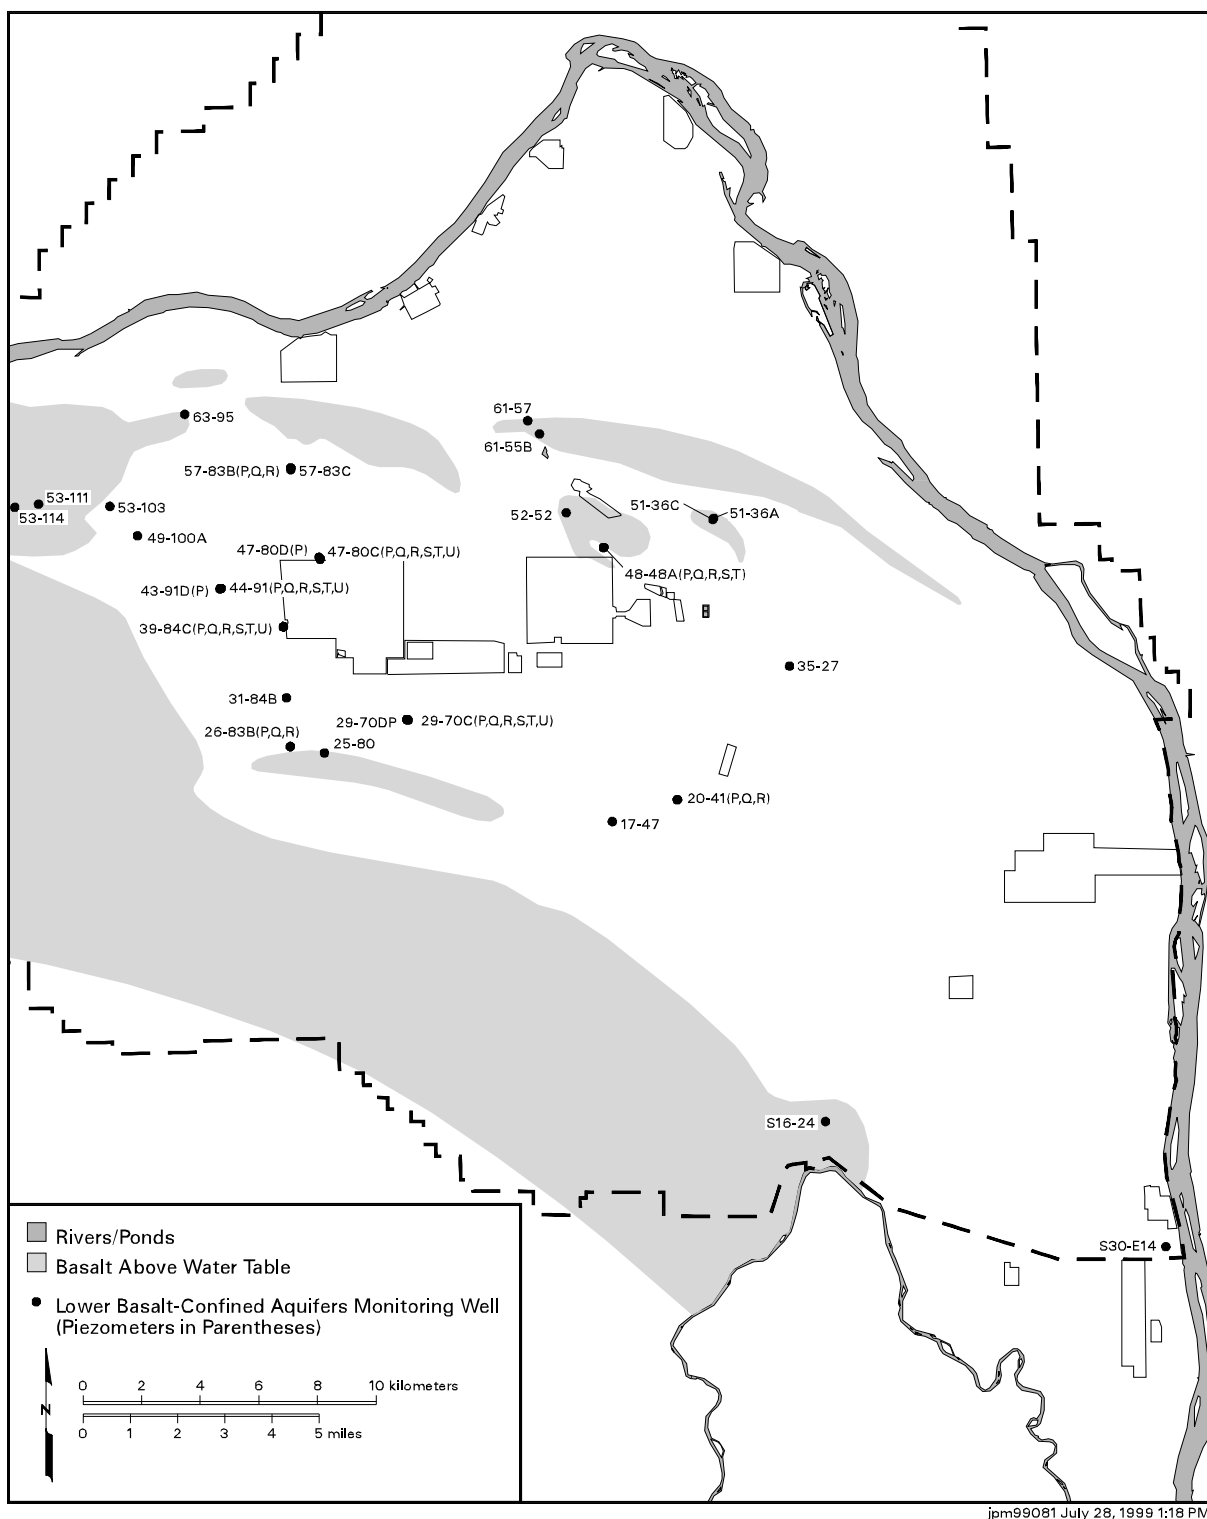 61-57
63-95
61-55B
57-83B(P,Q,R)
57-83C
53-111
51-36C
51-36A
53-103
52-52
53-114
49-100A
47-80D(P)
47-80C(P,Q,R,S,T,U)
48-48A(P,Q,R,S,T)
43-91D(P)
44-91(P,Q,R,S,T,U)
39-84C(P,Q,R,S,T,U)
35-27
31-84B
29-70DP
29-70C(P,Q,R,S,T,U)
26-83B(P,Q,R)
25-80
20-41(P,Q,R)
17-47
S16-24
S30-E14
Rivers/Ponds
Basalt Above Water Table
Lower Basalt-Confined Aquifers Monitoring Well
(Piezometers in Parentheses)
0 2 4 6 8 10 kilometers
N
0 1 2 3 4 5 miles
jpm99081 July 28, 1999 1:18 PM